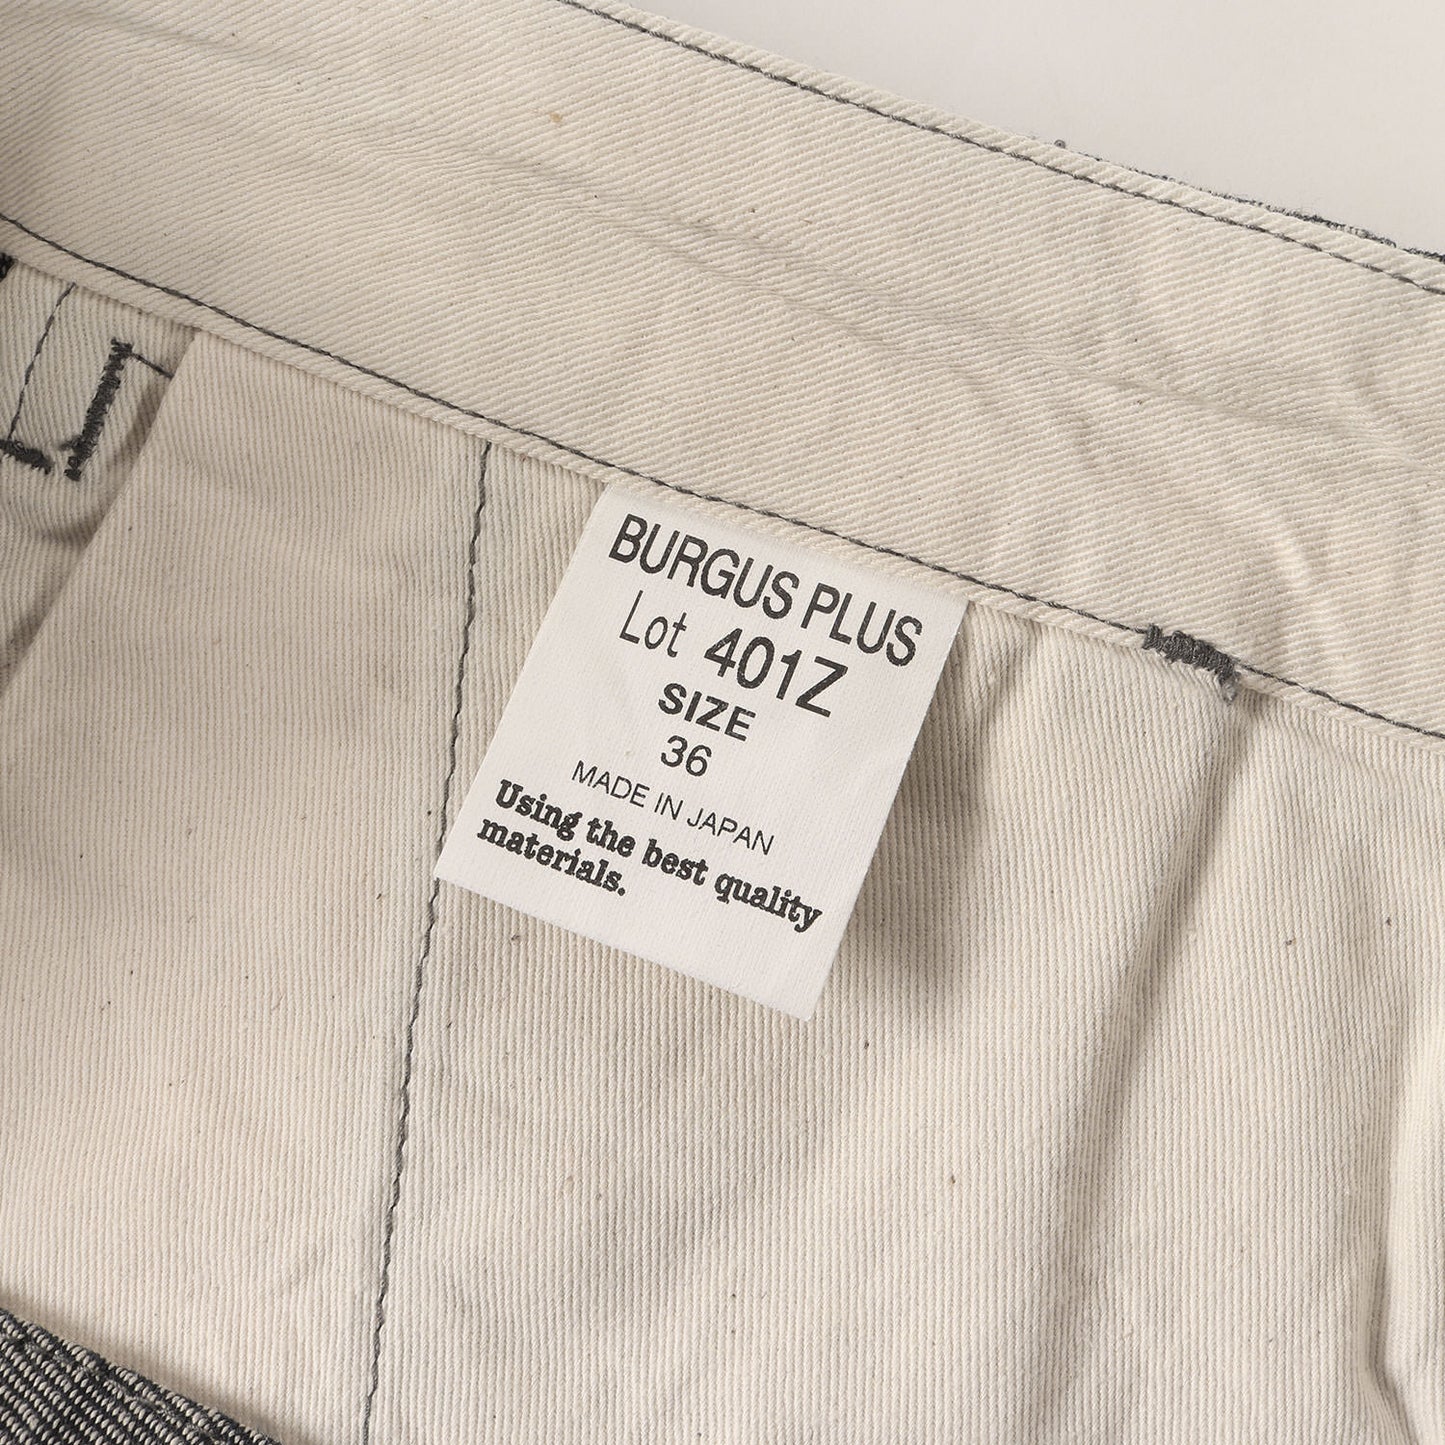 BURGUS PLUS
Lot 401Z
SIZE
36
MADE IN JAPAN
Using the best quality
materials.